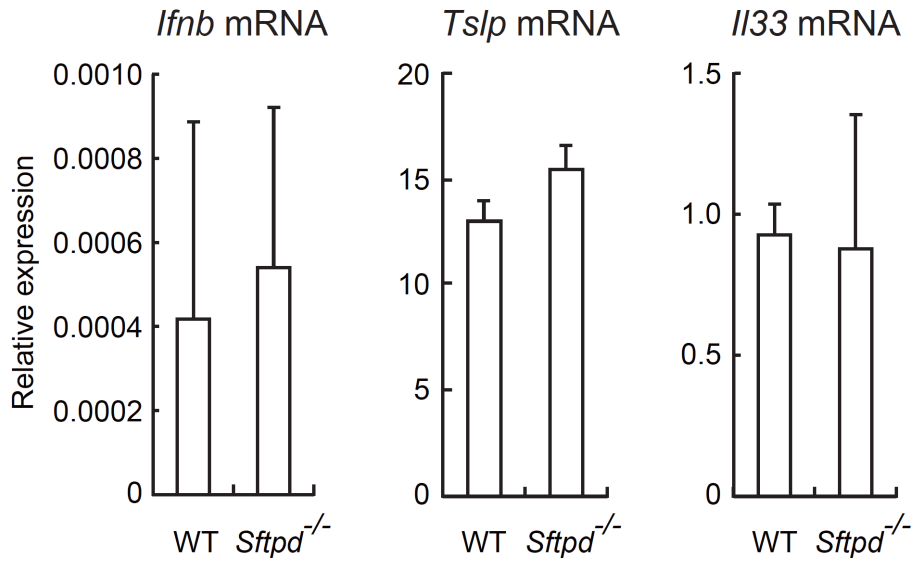 Ifnb mRNA
Tslp mRNA
Il33 mRNA
Relative expression
0.0010
0.0008
0.0006
0.0004
0.0002
0
20
15
10
5
0
1.5
1.0
0.5
0
WT Sftpd-/-
WT Sftpd-/-
WT Sftpd-/-